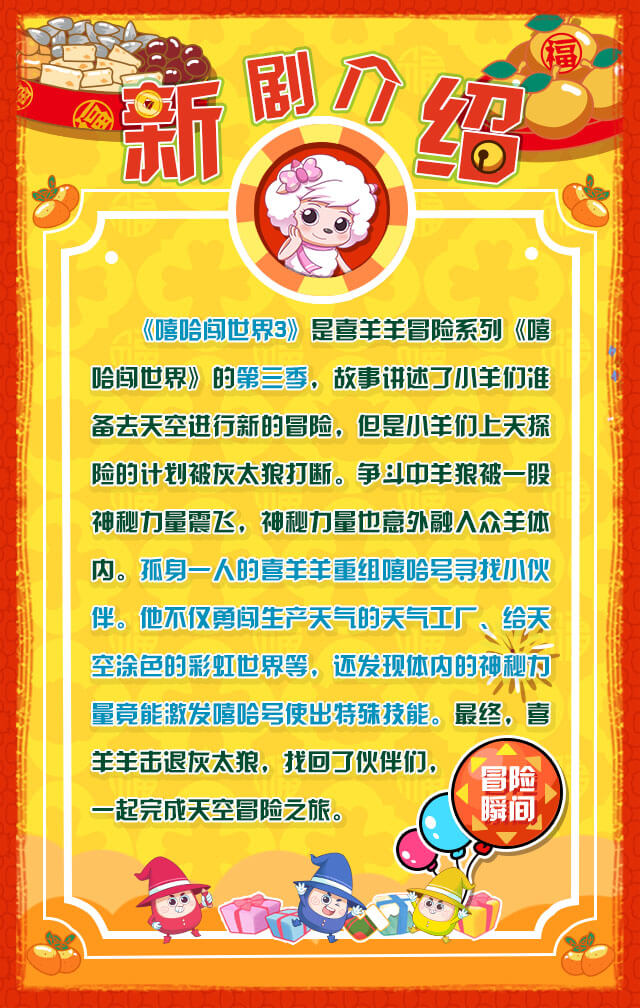 新剧介绍
福
福
《嘻哈闯世界3》是喜羊羊冒险系列《嘻
哈闯世界》的第三季，故事讲述了小羊们准
备去天空进行新的冒险，但是小羊们上天探
险的计划被灰太狼打断。争斗中羊狼被一股
神秘力量震飞，神秘力量也意外融入众羊体
内。孤身一人的喜羊羊重组嘻哈号寻找小伙
伴。他不仅勇闯生产天气的天气工厂、给天
空涂色的彩虹世界等，还发现体内的神秘力
量竟能激发嘻哈号使出特殊技能。最终，喜
羊羊击退灰太狼，找回了伙伴们，
一起完成天空冒险之旅。
冒险
瞬间